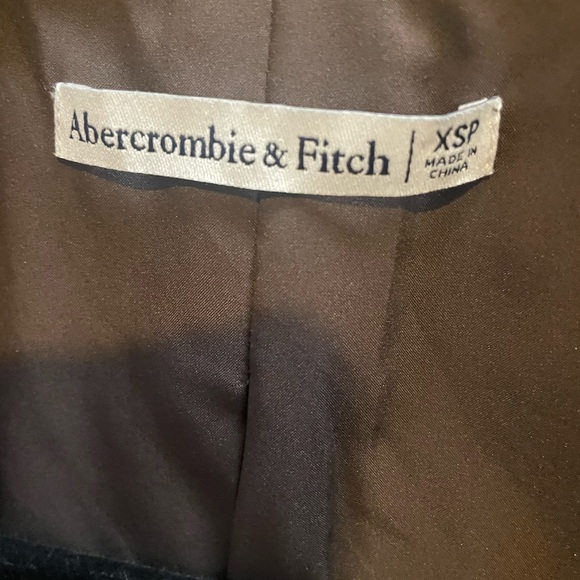 Abercrombie & Fitch | XSP
MADE IN
CHINA